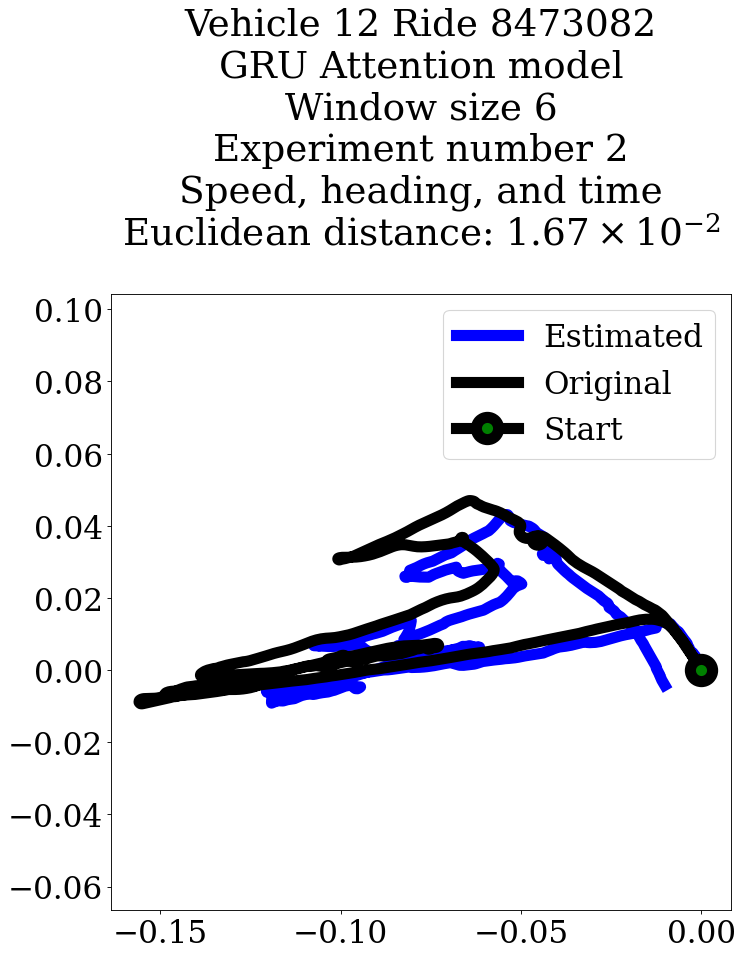 Vehicle 12 Ride 8473082
GRU Attention model
Window size 6
Experiment number 2
Speed, heading, and time
Euclidean distance: 1.67 × 10⁻²
Estimated
Original
Start
0.10
0.08
0.06
0.04
0.02
0.00
−0.02
−0.04
−0.06
−0.15 −0.10 −0.05 0.00